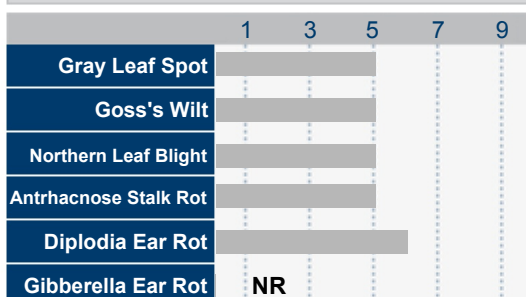 1 3 5 7 9
Gray Leaf Spot
Goss's Wilt
Northern Leaf Blight
Antrhacnose Stalk Rot
Diplodia Ear Rot
Gibberella Ear Rot NR